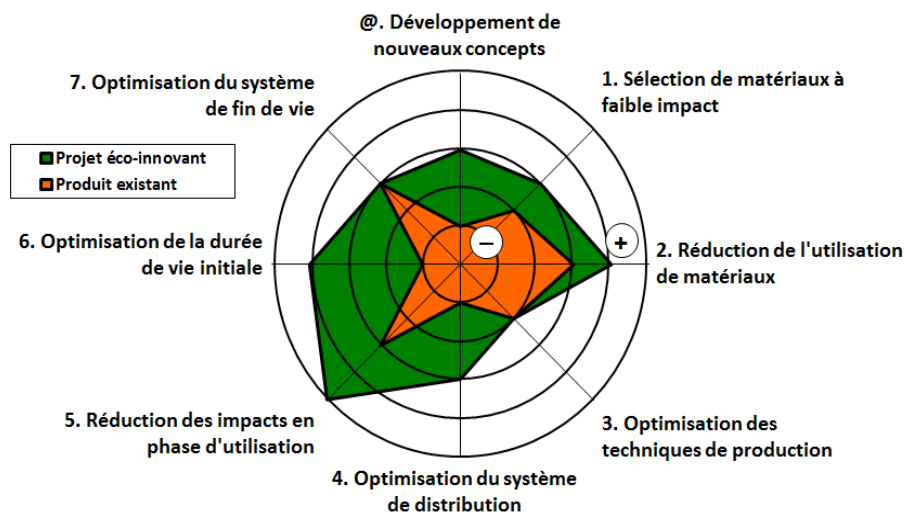 @. Développement de
nouveaux concepts
7. Optimisation du système
de fin de vie
1. Sélection de matériaux à
faible impact
Projet éco-innovant
Produit existant
6. Optimisation de la durée
de vie initiale
–
+
2. Réduction de l'utilisation
de matériaux
5. Réduction des impacts en
phase d'utilisation
3. Optimisation des
techniques de production
4. Optimisation du système
de distribution